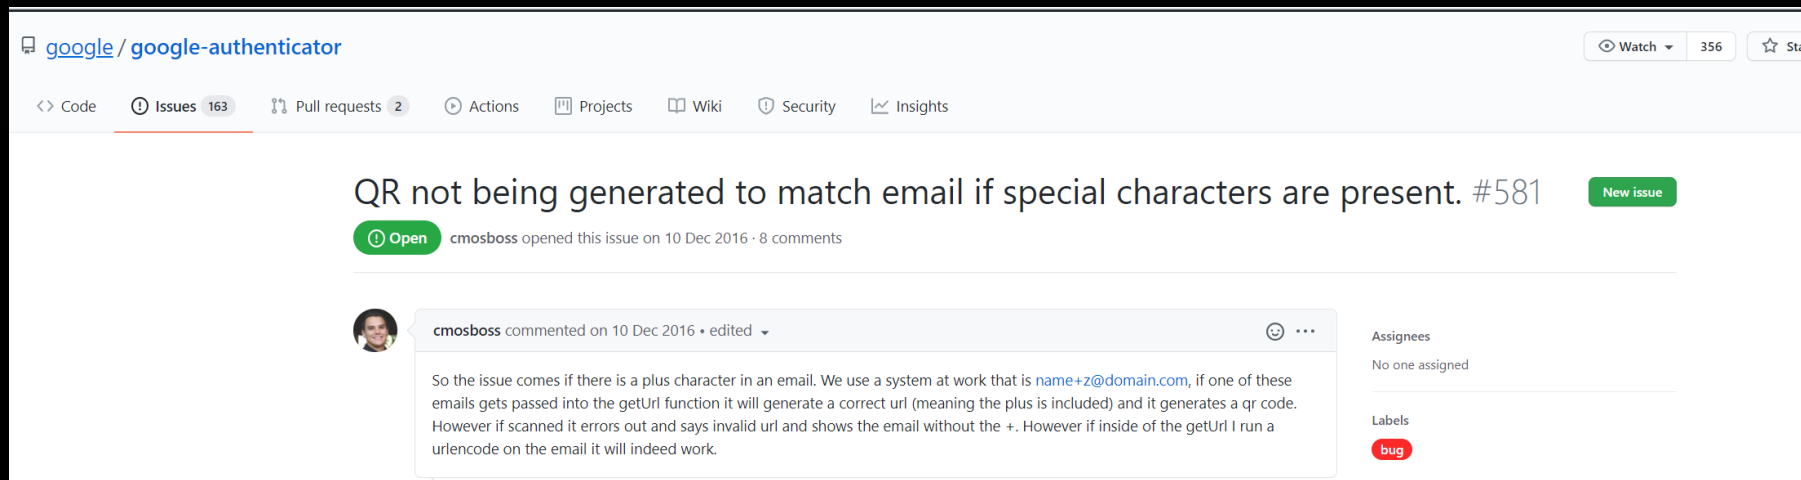 google / google-authenticator
Watch 356
Code Issues 163 Pull requests 2 Actions Projects Wiki Security Insights
QR not being generated to match email if special characters are present. #581
New issue
Open cmosboss opened this issue on 10 Dec 2016 · 8 comments
cmosboss commented on 10 Dec 2016 • edited
So the issue comes if there is a plus character in an email. We use a system at work that is name+z@domain.com, if one of these
emails gets passed into the getUrl function it will generate a correct url (meaning the plus is included) and it generates a qr code.
However if scanned it errors out and says invalid url and shows the email without the +. However if inside of the getUrl I run a
urlencode on the email it will indeed work.
Assignees
No one assigned
Labels
bug